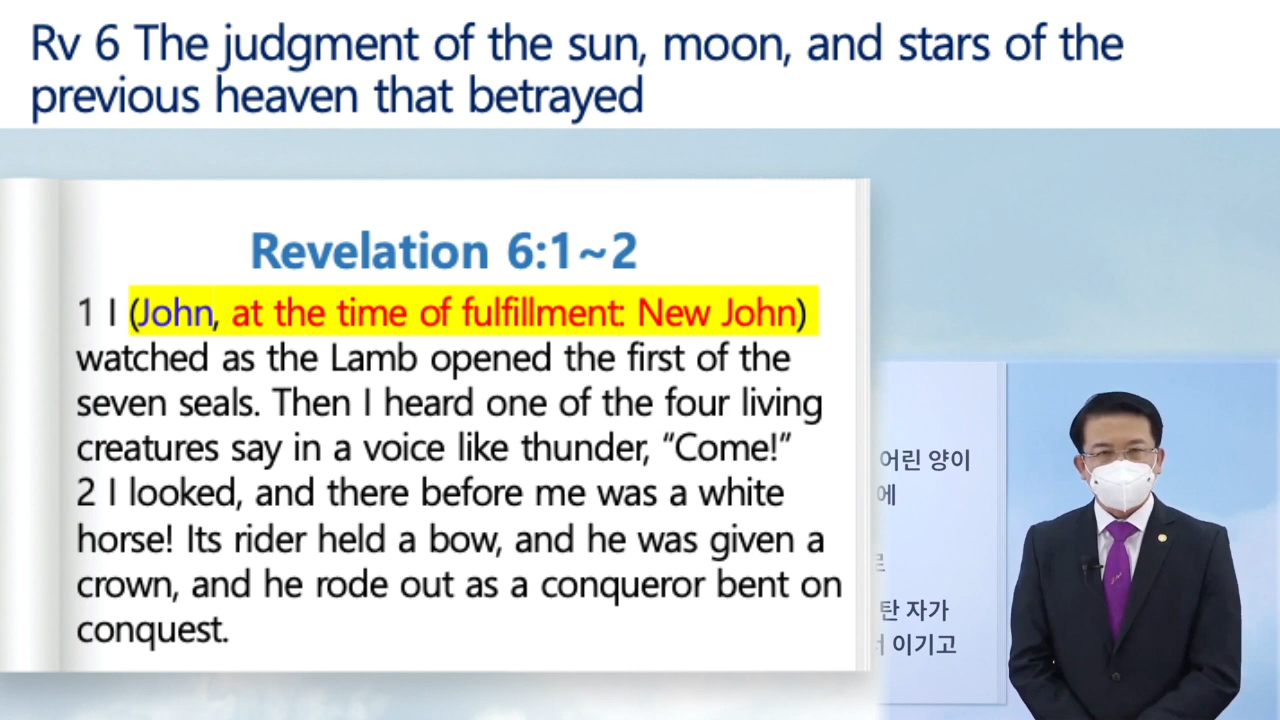 Rv 6 The judgment of the sun, moon, and stars of the
previous heaven that betrayed
Revelation 6:1~2
1 I (John, at the time of fulfillment: New John)
watched as the Lamb opened the first of the
seven seals. Then I heard one of the four living
creatures say in a voice like thunder, “Come!”
2 I looked, and there before me was a white
horse! Its rider held a bow, and he was given a
crown, and he rode out as a conqueror bent on
conquest.
어린 양이
에
탄 자가
이기고